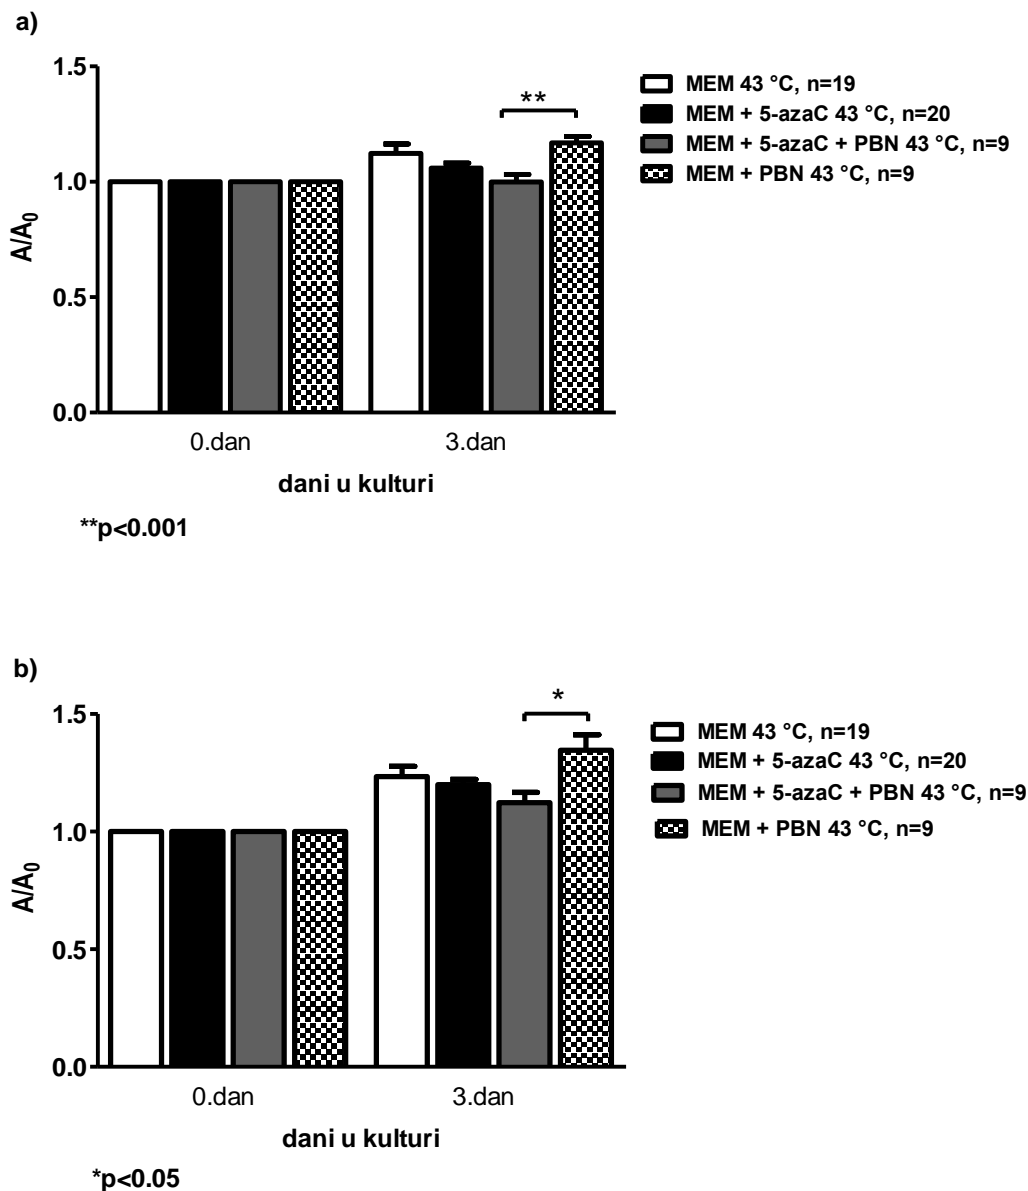 a)
1.5
1.0
0.5
0.0
A/A₀
0.dan
3.dan
dani u kulturi
**
MEM 43 °C, n=19
MEM + 5-azaC 43 °C, n=20
MEM + 5-azaC + PBN 43 °C, n=9
MEM + PBN 43 °C, n=9
**p<0.001
b)
1.5
1.0
0.5
0.0
A/A₀
0.dan
3.dan
dani u kulturi
*
MEM 43 °C, n=19
MEM + 5-azaC 43 °C, n=20
MEM + 5-azaC + PBN 43 °C, n=9
MEM + PBN 43 °C, n=9
*p<0.05